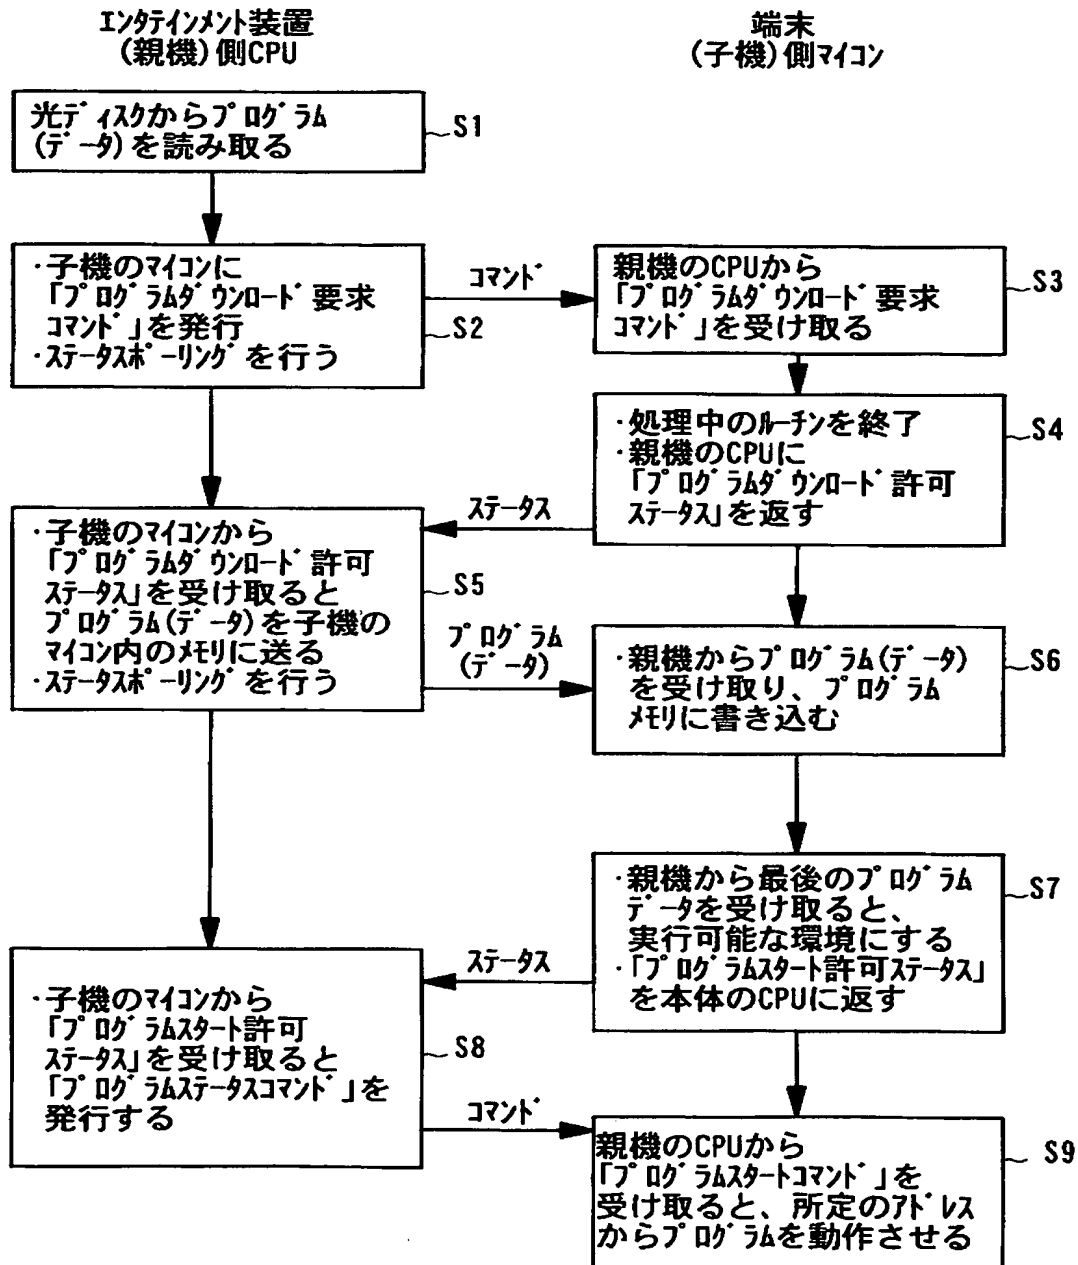 ｴﾝﾀﾃｲﾝﾒﾝﾄ装置
(親機)側CPU
端末
(子機)側ﾏｲｺﾝ
光ﾃﾞｨｽｸからﾌﾟﾛｸﾞﾗﾑ
(ﾃﾞｰﾀ)を読み取る
S1
・子機のﾏｲｺﾝに
「ﾌﾟﾛｸﾞﾗﾑﾀﾞｳﾝﾛｰﾄﾞ要求
ｺﾏﾝﾄﾞ」を発行
・ｽﾃｰﾀｽﾎﾟｰﾘﾝｸﾞを行う
S2
ｺﾏﾝﾄﾞ
親機のCPUから
「ﾌﾟﾛｸﾞﾗﾑﾀﾞｳﾝﾛｰﾄﾞ要求
ｺﾏﾝﾄﾞ」を受け取る
S3
・処理中のﾙｰﾁﾝを終了
・親機のCPUに
「ﾌﾟﾛｸﾞﾗﾑﾀﾞｳﾝﾛｰﾄﾞ許可
ｽﾃｰﾀｽ」を返す
S4
ｽﾃｰﾀｽ
・子機のﾏｲｺﾝから
「ﾌﾟﾛｸﾞﾗﾑﾀﾞｳﾝﾛｰﾄﾞ許可
ｽﾃｰﾀｽ」を受け取ると
ﾌﾟﾛｸﾞﾗﾑ(ﾃﾞｰﾀ)を子機の
ﾏｲｺﾝ内のﾒﾓﾘに送る
・ｽﾃｰﾀｽﾎﾟｰﾘﾝｸﾞを行う
S5
ﾌﾟﾛｸﾞﾗﾑ
(ﾃﾞｰﾀ)
・親機からﾌﾟﾛｸﾞﾗﾑ(ﾃﾞｰﾀ)
を受け取り、ﾌﾟﾛｸﾞﾗﾑ
ﾒﾓﾘに書き込む
S6
・親機から最後のﾌﾟﾛｸﾞﾗﾑ
ﾃﾞｰﾀを受け取ると、
実行可能な環境にする
・「ﾌﾟﾛｸﾞﾗﾑｽﾀｰﾄ許可ｽﾃｰﾀｽ」
を本体のCPUに返す
S7
ｽﾃｰﾀｽ
・子機のﾏｲｺﾝから
「ﾌﾟﾛｸﾞﾗﾑｽﾀｰﾄ許可
ｽﾃｰﾀｽ」を受け取ると
「ﾌﾟﾛｸﾞﾗﾑｽﾃｰﾀｽｺﾏﾝﾄﾞ」を
発行する
S8
ｺﾏﾝﾄﾞ
親機のCPUから
「ﾌﾟﾛｸﾞﾗﾑｽﾀｰﾄｺﾏﾝﾄﾞ」を
受け取ると、所定のｱﾄﾞﾚｽ
からﾌﾟﾛｸﾞﾗﾑを動作させる
S9